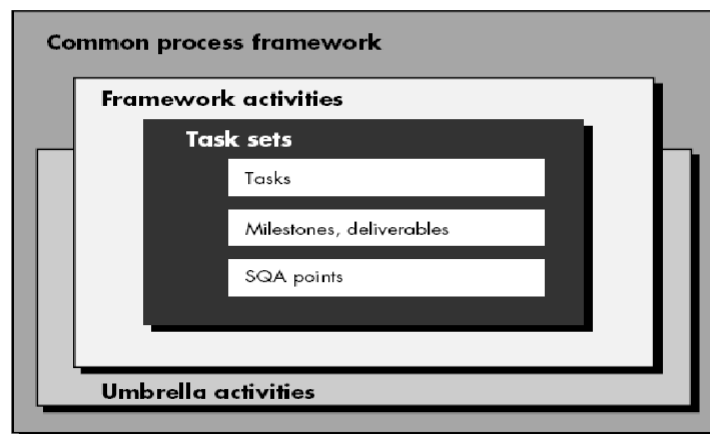 Common process framework
Framework activities
Task sets
Tasks
Milestones, deliverables
SQA points
Umbrella activities